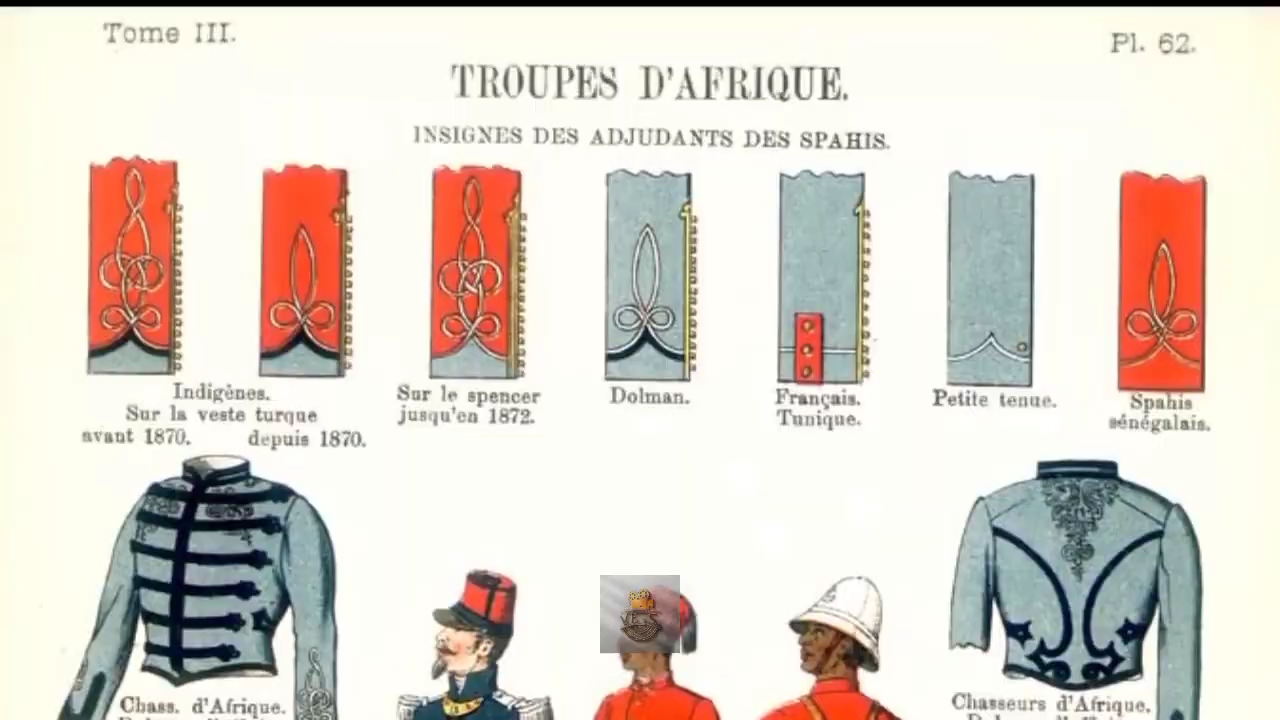 Tome III.
Pl. 62.
TROUPES D'AFRIQUE.
INSIGNES DES ADJUDANTS DES SPAHIS.
Indigènes.
Sur la veste turque
avant 1870. depuis 1870.
Sur le spencer
jusqu'en 1872.
Dolman.
Français.
Tunique.
Petite tenue.
Spahis
sénégalais.
Chass. d'Afrique.
Chasseurs d'Afrique.